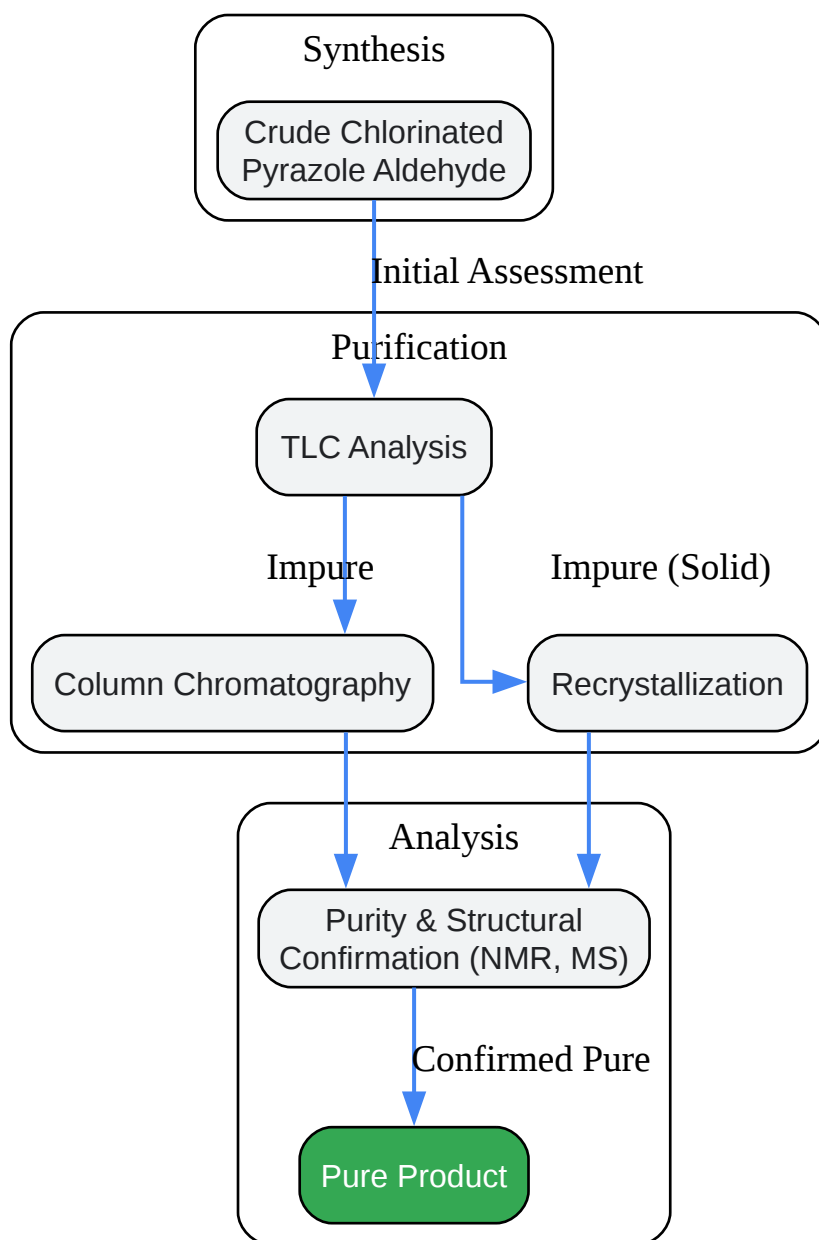 Synthesis
Crude Chlorinated
Pyrazole Aldehyde
Initial Assessment
Purification
TLC Analysis
Impure
Impure (Solid)
Column Chromatography
Recrystallization
Analysis
Purity & Structural
Confirmation (NMR, MS)
Confirmed Pure
Pure Product